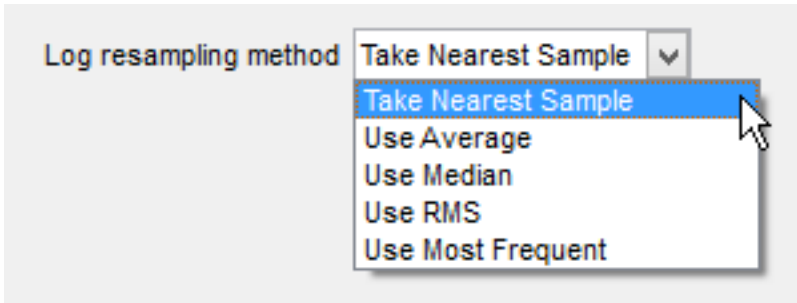 Log resampling method Take Nearest Sample
Take Nearest Sample
Use Average
Use Median
Use RMS
Use Most Frequent